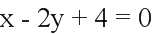 x - 2y + 4 = 0